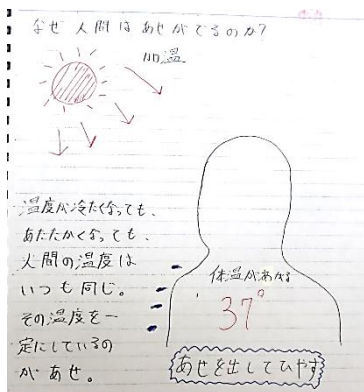 なぜ人間はあせがでるのか?
加温
温度が冷たくなっても、
あたたかくなっても、
人間の温度は
いつも同じ。
その温度を一
定にしているの
があせ。
体温があがる
37°
あせを出してひやす